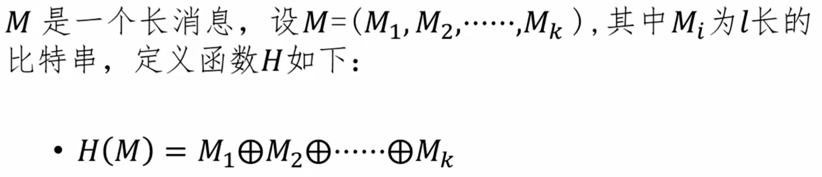 M 是一个长消息，设M=(M₁, M₂,……,Mₖ ),其中Mᵢ为l长的
比特串，定义函数H如下：
• H(M) = M₁⊕M₂⊕……⊕Mₖ